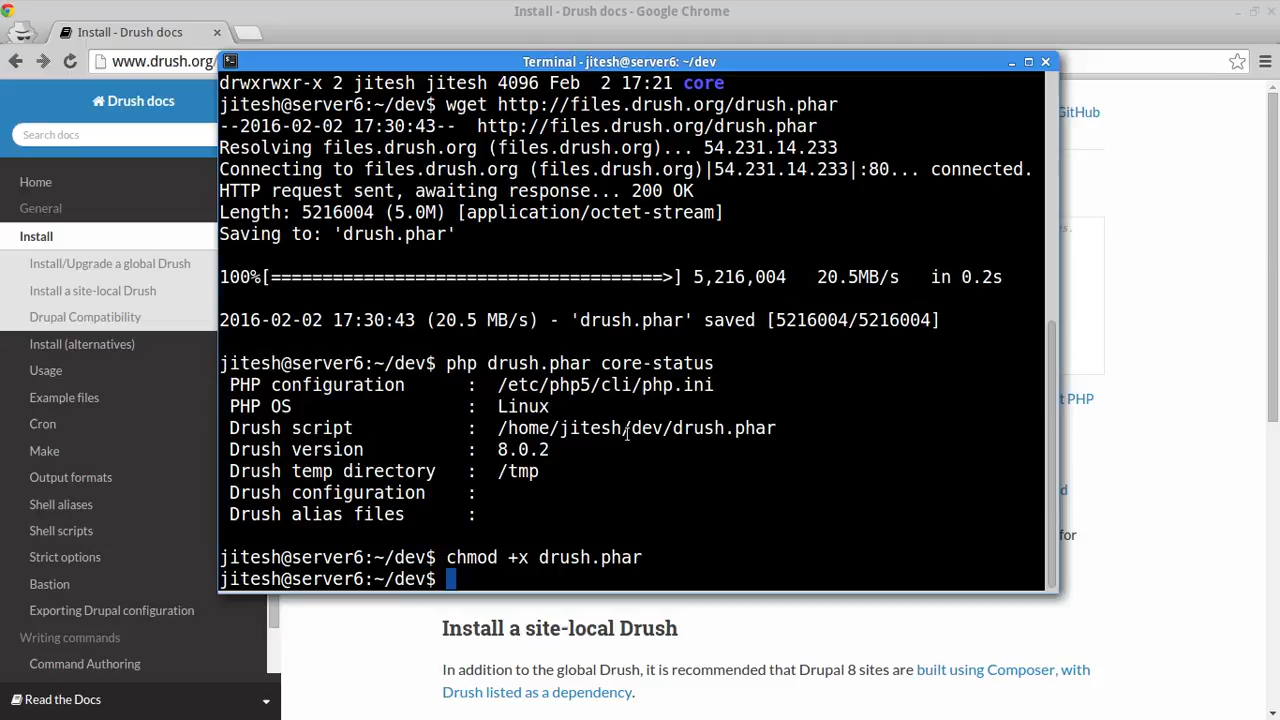 Install - Drush docs - Google Chrome
Install - Drush docs
www.drush.org/
Terminal - jitesh@server6: ~/dev
drwxrwxr-x 2 jitesh jitesh 4096 Feb  2 17:21 core
jitesh@server6:~/dev$ wget http://files.drush.org/drush.phar
--2016-02-02 17:30:43--  http://files.drush.org/drush.phar
Resolving files.drush.org (files.drush.org)... 54.231.14.233
Connecting to files.drush.org (files.drush.org)|54.231.14.233|:80... connected.
HTTP request sent, awaiting response... 200 OK
Length: 5216004 (5.0M) [application/octet-stream]
Saving to: 'drush.phar'
100%[======================================>] 5,216,004   20.5MB/s   in 0.2s
2016-02-02 17:30:43 (20.5 MB/s) - 'drush.phar' saved [5216004/5216004]
jitesh@server6:~/dev$ php drush.phar core-status
PHP configuration : /etc/php5/cli/php.ini
PHP OS : Linux
Drush script : /home/jitesh/dev/drush.phar
Drush version : 8.0.2
Drush temp directory : /tmp
Drush configuration :
Drush alias files :
jitesh@server6:~/dev$ chmod +x drush.phar
jitesh@server6:~/dev$
Drush docs
Search docs
Home
General
Install
Install/Upgrade a global Drush
Install a site-local Drush
Drupal Compatibility
Install (alternatives)
Usage
Example files
Cron
Make
Output formats
Shell aliases
Shell scripts
Strict options
Bastion
Exporting Drupal configuration
Writing commands
Command Authoring
Read the Docs
GitHub
t PHP
d
for
Install a site-local Drush
In addition to the global Drush, it is recommended that Drupal 8 sites are built using Composer, with
Drush listed as a dependency.